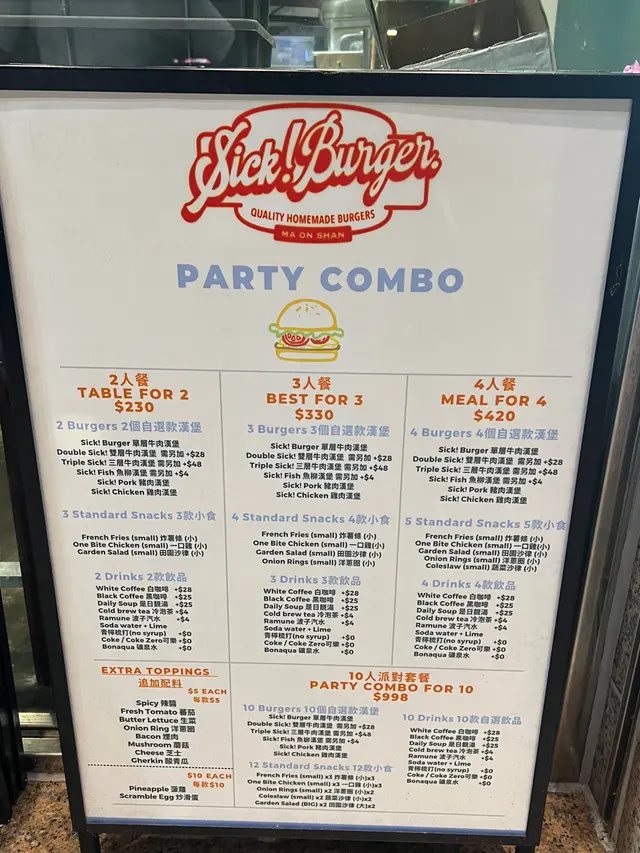 Sick! Burger.
QUALITY HOMEMADE BURGERS
MA ON SHAN
PARTY COMBO
2人餐
TABLE FOR 2
$230
2 Burgers 2個自選款漢堡
Sick! Burger 單層牛肉漢堡
Double Sick! 雙層牛肉漢堡 需另加 +$28
Triple Sick! 三層牛肉漢堡 需另加 +$48
Sick! Fish 魚柳漢堡 需另加 +$4
Sick! Pork 豬肉漢堡
Sick! Chicken 雞肉漢堡
3 Standard Snacks 3款小食
French Fries (small) 炸薯條 (小)
One Bite Chicken (small) 一口雞 (小)
Garden Salad (small) 田園沙律 (小)
2 Drinks 2款飲品
White Coffee 白咖啡 +$28
Black Coffee 黑咖啡 +$25
Daily Soup 是日餐湯 +$25
Cold brew tea 冷泡茶 +$4
Ramune 波子汽水 +$4
Soda water + Lime
青檸梳打(no syrup) +$0
Coke / Coke Zero可樂 +$0
Bonaqua 礦泉水 +$0
3人餐
BEST FOR 3
$330
3 Burgers 3個自選款漢堡
Sick! Burger 單層牛肉漢堡
Double Sick! 雙層牛肉漢堡 需另加 +$28
Triple Sick! 三層牛肉漢堡 需另加 +$48
Sick! Fish 魚柳漢堡 需另加 +$4
Sick! Pork 豬肉漢堡
Sick! Chicken 雞肉漢堡
4 Standard Snacks 4款小食
French Fries (small) 炸薯條 (小)
One Bite Chicken (small) 一口雞 (小)
Garden Salad (small) 田園沙律 (小)
Onion Rings (small) 洋蔥圈 (小)
3 Drinks 3款飲品
White Coffee 白咖啡 +$28
Black Coffee 黑咖啡 +$25
Daily Soup 是日餐湯 +$25
Cold brew tea 冷泡茶 +$4
Ramune 波子汽水 +$4
Soda water + Lime
青檸梳打(no syrup) +$0
Coke / Coke Zero可樂 +$0
Bonaqua 礦泉水 +$0
4人餐
MEAL FOR 4
$420
4 Burgers 4個自選款漢堡
Sick! Burger 單層牛肉漢堡
Double Sick! 雙層牛肉漢堡 需另加 +$28
Triple Sick! 三層牛肉漢堡 需另加 +$48
Sick! Fish 魚柳漢堡 需另加 +$4
Sick! Pork 豬肉漢堡
Sick! Chicken 雞肉漢堡
5 Standard Snacks 5款小食
French Fries (small) 炸薯條 (小)
One Bite Chicken (small) 一口雞(小)
Garden Salad (small) 田園沙律 (小)
Onion Rings (small) 洋蔥圈 (小)
Coleslaw (small) 蔬菜沙律 (小)
4 Drinks 4款飲品
White Coffee 白咖啡 +$28
Black Coffee 黑咖啡 +$25
Daily Soup 是日餐湯 +$25
Cold brew tea 冷泡茶 +$4
Ramune 波子汽水 +$4
Soda water + Lime
青檸梳打(no syrup) +$0
Coke / Coke Zero可樂 +$0
Bonaqua 礦泉水 +$0
EXTRA TOPPINGS
追加配料
$5 EACH
每款$5
Spicy 辣醬
Fresh Tomato 蕃茄
Butter Lettuce 生菜
Onion Ring 洋蔥圈
Bacon 煙肉
Mushroom 蘑菇
Cheese 芝士
Gherkin 酸青瓜
$10 EACH
每款$10
Pineapple 菠蘿
Scramble Egg 炒滑蛋
10人派對套餐
PARTY COMBO FOR 10
$998
10 Burgers 10個自選款漢堡
Sick! Burger 單層牛肉漢堡
Double Sick! 雙層牛肉漢堡 需另加 +$28
Triple Sick! 三層牛肉漢堡 需另加 +$48
Sick! Fish 魚柳漢堡 需另加 +$4
Sick! Pork 豬肉漢堡
Sick! Chicken 雞肉漢堡
12 Standard Snacks 12款小食
French Fries (small) x3 炸薯條 (小)x3
One Bite Chicken (small) x3 一口雞 (小)x3
Onion Rings (small) x2 洋蔥圈 (小)x2
Coleslaw (small) x2 蔬菜沙律 (小)x2
Garden Salad (BIG) x2 田園沙律 (大)x2
10 Drinks 10款自選飲品
White Coffee 白咖啡 +$28
Black Coffee 黑咖啡 +$25
Daily Soup 是日餐湯 +$25
Cold brew tea 冷泡茶 +$4
Ramune 波子汽水 +$4
Soda water + Lime
青檸梳打(no syrup) +$0
Coke / Coke Zero可樂 +$0
Bonaqua 礦泉水 +$0